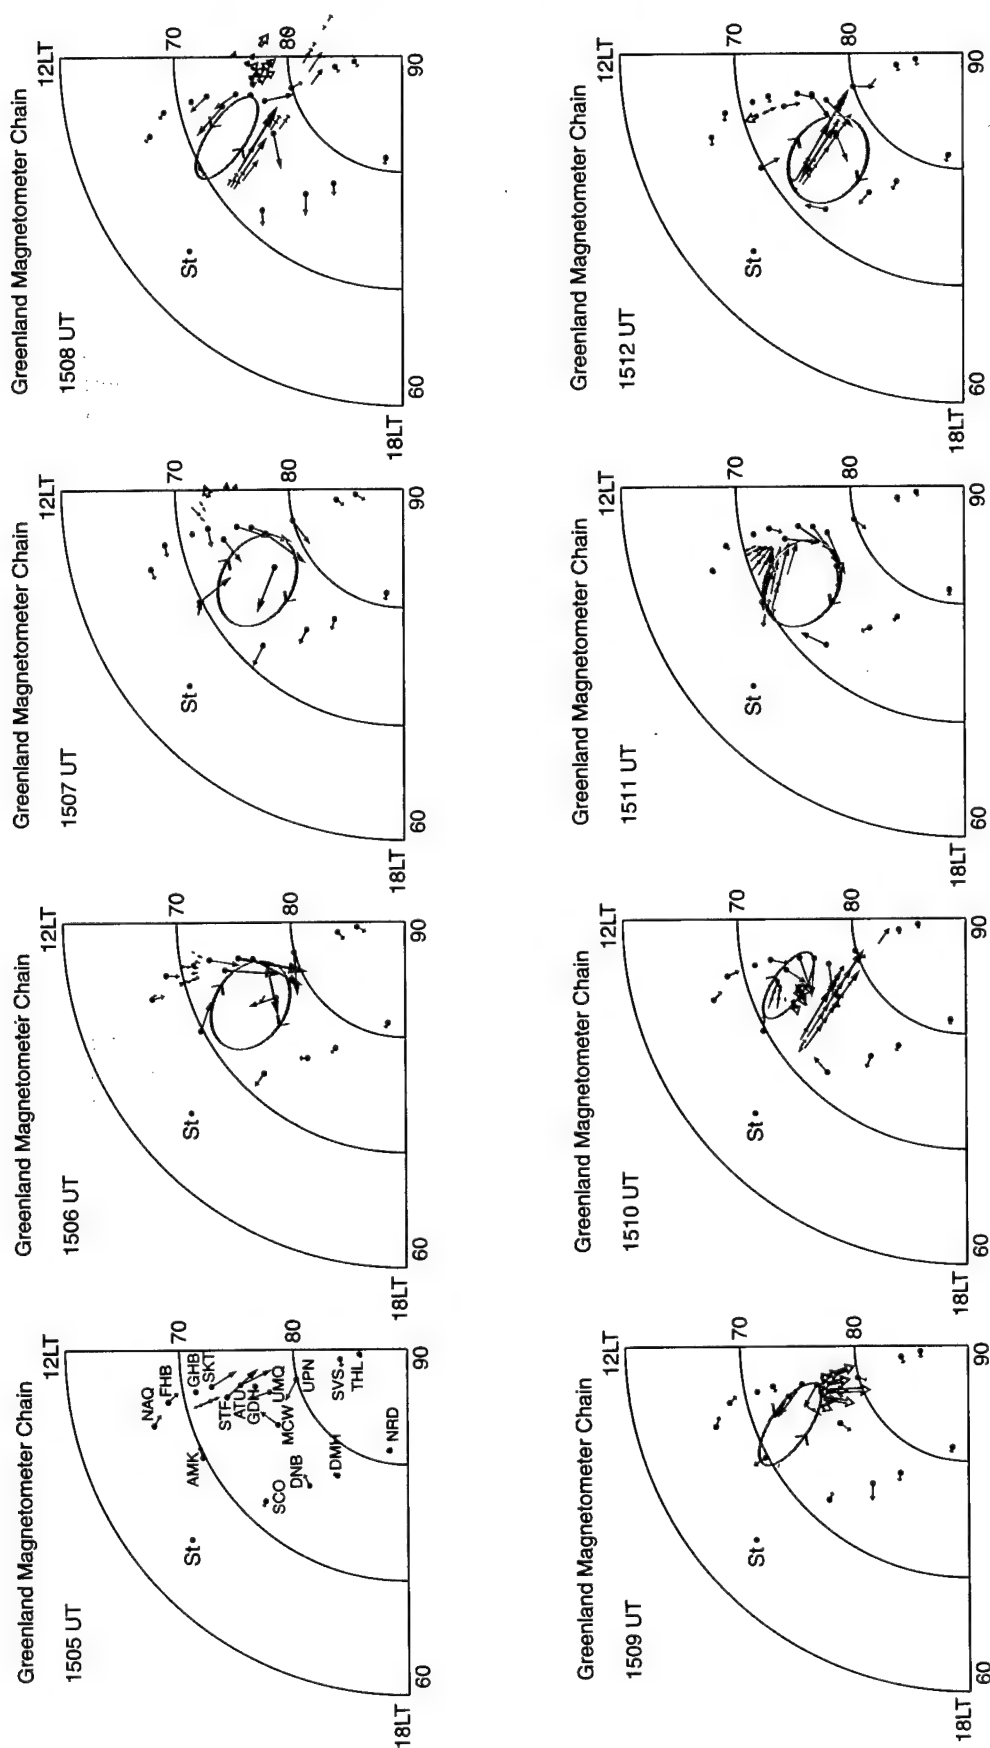 Greenland Magnetometer Chain
1505 UT
12LT
70
80
90
60
18LT
St
NAQ
FHB
GHB
SKT
AMK
STF
ATU
GDH
UMQ
MCW
UPN
SVS
THL
SCO
DNB
DMH
NRD
Greenland Magnetometer Chain
1506 UT
12LT
70
80
90
60
18LT
St
Greenland Magnetometer Chain
1507 UT
12LT
70
80
90
60
18LT
St
Greenland Magnetometer Chain
1508 UT
12LT
70
80
90
60
18LT
St
Greenland Magnetometer Chain
1509 UT
12LT
70
80
90
60
18LT
St
Greenland Magnetometer Chain
1510 UT
12LT
70
80
90
60
18LT
St
Greenland Magnetometer Chain
1511 UT
12LT
70
80
90
60
18LT
St
Greenland Magnetometer Chain
1512 UT
12LT
70
80
90
60
18LT
St